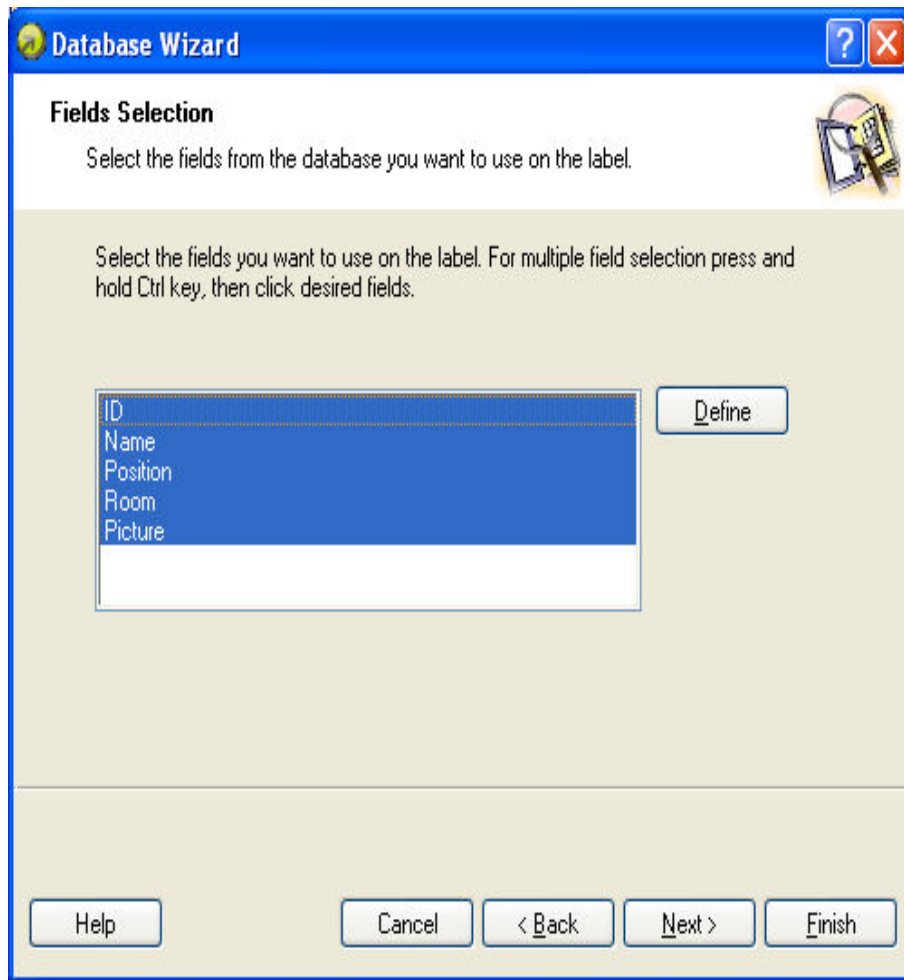 Database Wizard
?
Fields Selection
Select the fields from the database you want to use on the label.
Select the fields you want to use on the label. For multiple field selection press and
hold Ctrl key, then click desired fields.
ID
Define
Name
Position
Room
Picture
Help
Cancel
< Back
Next >
Finish